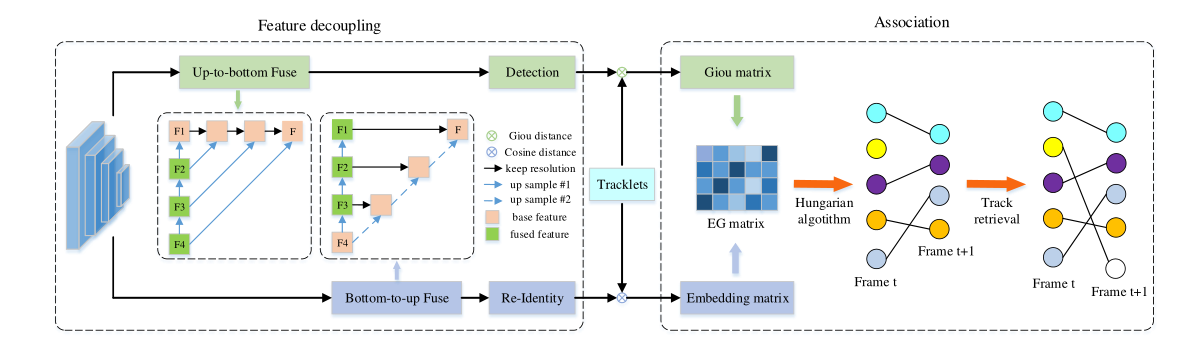 Feature decoupling
Association
Up-to-bottom Fuse
Detection
Giou matrix
F1
F
F2
F3
F4
F1
F
F2
F3
F4
Giou distance
Cosine distance
keep resolution
up sample #1
up sample #2
base feature
fused feature
Tracklets
EG matrix
Hungarian
algotithm
Track
retrieval
Frame t
Frame t+1
Frame t
Frame t+1
Bottom-to-up Fuse
Re-Identity
Embedding matrix